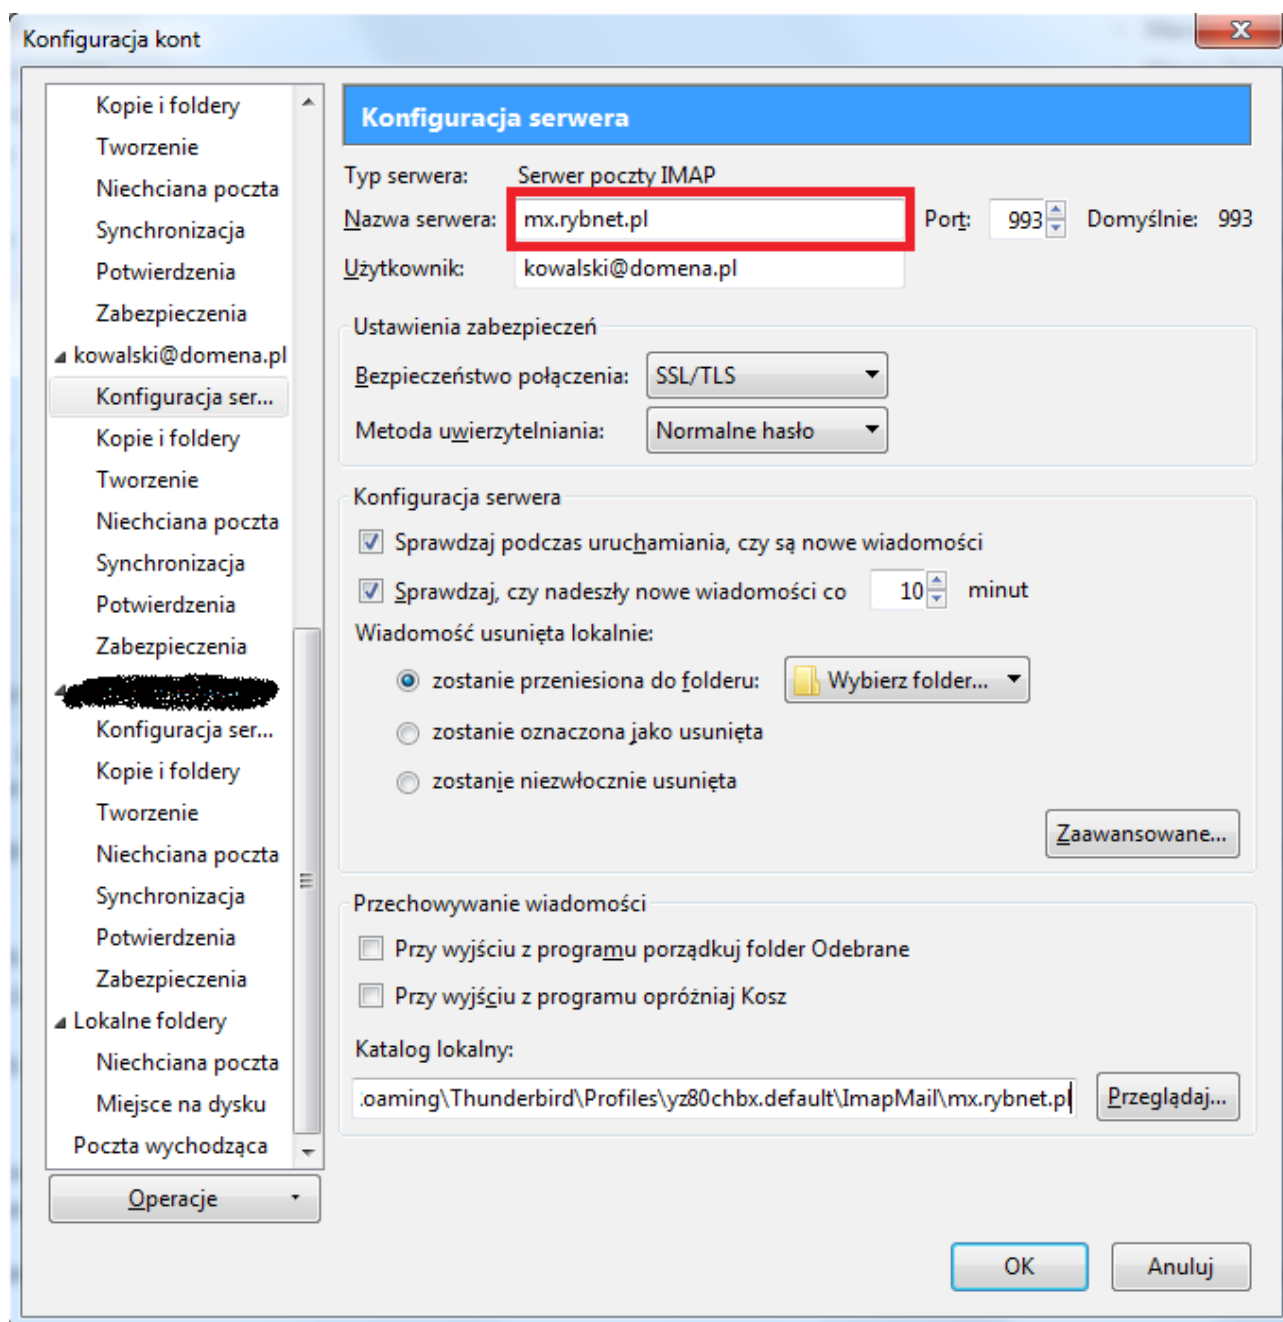 Konfiguracja kont
Kopie i foldery
Tworzenie
Niechciana poczta
Synchronizacja
Potwierdzenia
Zabezpieczenia
kowalski@domena.pl
Konfiguracja ser...
Kopie i foldery
Tworzenie
Niechciana poczta
Synchronizacja
Potwierdzenia
Zabezpieczenia
Konfiguracja ser...
Kopie i foldery
Tworzenie
Niechciana poczta
Synchronizacja
Potwierdzenia
Zabezpieczenia
Lokalne foldery
Niechciana poczta
Miejsce na dysku
Poczta wychodząca
Operacje
Konfiguracja serwera
Typ serwera: Serwer poczty IMAP
Nazwa serwera: mx.rybnet.pl Port: 993 Domyślnie: 993
Użytkownik: kowalski@domena.pl
Ustawienia zabezpieczeń
Bezpieczeństwo połączenia: SSL/TLS
Metoda uwierzytelniania: Normalne hasło
Konfiguracja serwera
Sprawdzaj podczas uruchamiania, czy są nowe wiadomości
Sprawdzaj, czy nadeszły nowe wiadomości co 10 minut
Wiadomość usunięta lokalnie:
zostanie przeniesiona do folderu: Wybierz folder...
zostanie oznaczona jako usunięta
zostanie niezwłocznie usunięta
Zaawansowane...
Przechowywanie wiadomości
Przy wyjściu z programu porządkuj folder Odebrane
Przy wyjściu z programu opróżniaj Kosz
Katalog lokalny:
:oaming\Thunderbird\Profiles\yz80chbx.default\ImapMail\mx.rybnet.pl Przeglądaj...
OK Anuluj